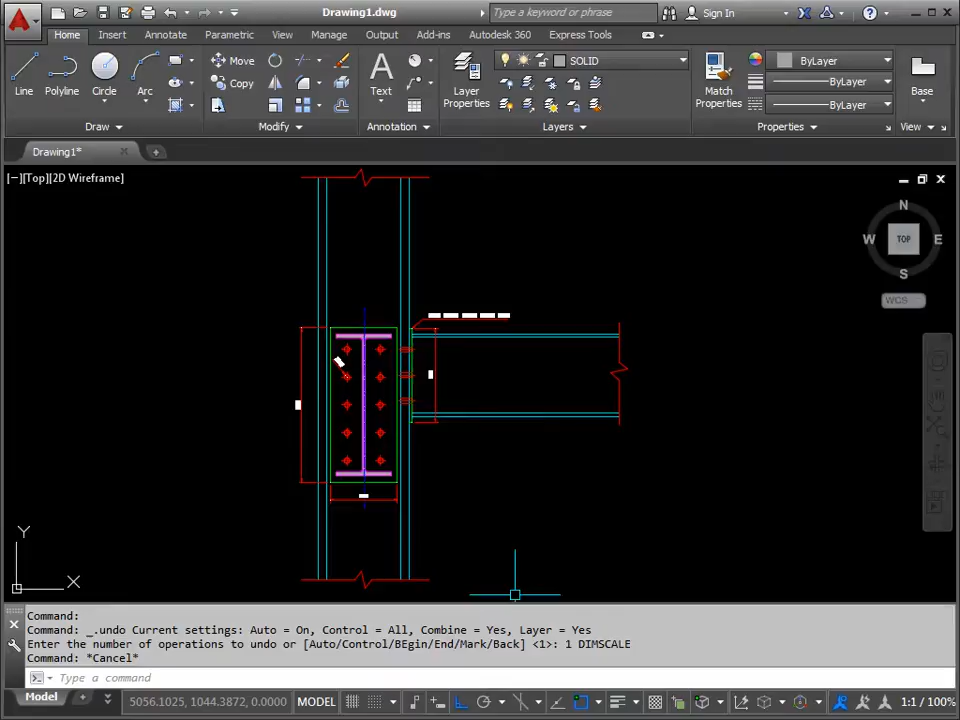 Drawing1.dwg
Type a keyword or phrase
Sign In
Home Insert Annotate Parametric View Manage Output Add-ins Autodesk 360 Express Tools
Line Polyline Circle Arc
Move
Copy
Text
Layer Properties
SOLID
Match Properties
ByLayer
ByLayer
ByLayer
Base
Draw Modify Annotation Layers Properties View
Drawing1*
[−][Top][2D Wireframe]
N
W TOP E
S
WCS
Y
X
Command:
Command: _.undo Current settings: Auto = On, Control = All, Combine = Yes, Layer = Yes
Enter the number of operations to undo or [Auto/Control/BEgin/End/Mark/Back] <1>: 1 DIMSCALE
Command: *Cancel*
Type a command
Model
5056.1025, 1044.3872, 0.0000 MODEL 1:1 / 100%